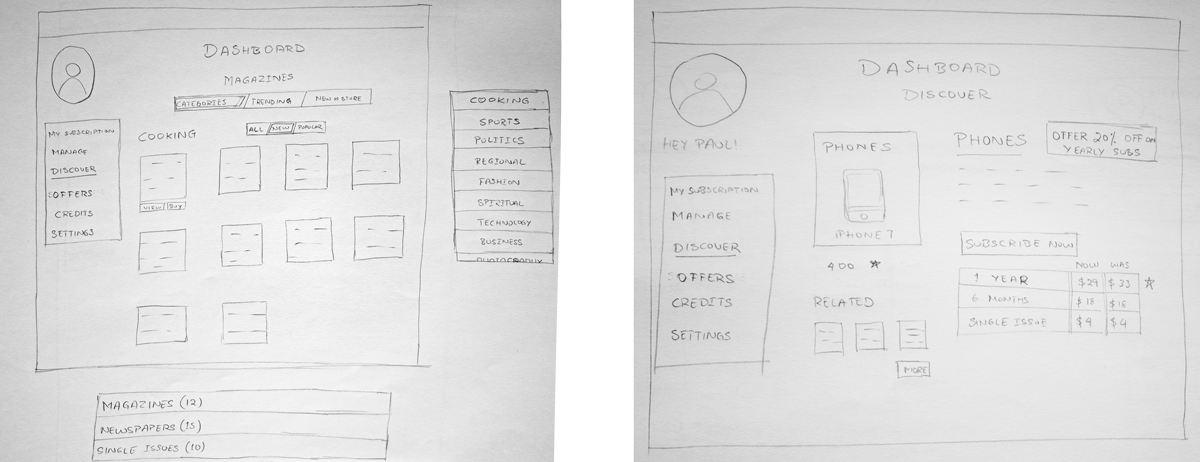 DASHBOARD
MAGAZINES
CATEGORIES
TRENDING
NEW @ STORE
MY SUBSCRIPTION
MANAGE
DISCOVER
OFFERS
CREDITS
SETTINGS
COOKING
ALL
NEW
POPULAR
VIEW
BUY
COOKING
SPORTS
POLITICS
REGIONAL
FASHION
SPIRITUAL
TECHNOLOGY
BUSINESS
MAGAZINES (12)
NEWSPAPERS (15)
SINGLE ISSUES (10)
DASHBOARD
DISCOVER
HEY PAUL!
MY SUBSCRIPTION
MANAGE
DISCOVER
OFFERS
CREDITS
SETTINGS
PHONES
IPHONE 7
400
RELATED
MORE
PHONES
OFFER 20% OFF ON
YEARLY SUBS
SUBSCRIBE NOW
NOW WAS
1 YEAR $29 $33
6 MONTHS $18 $18
SINGLE ISSUE $4 $4